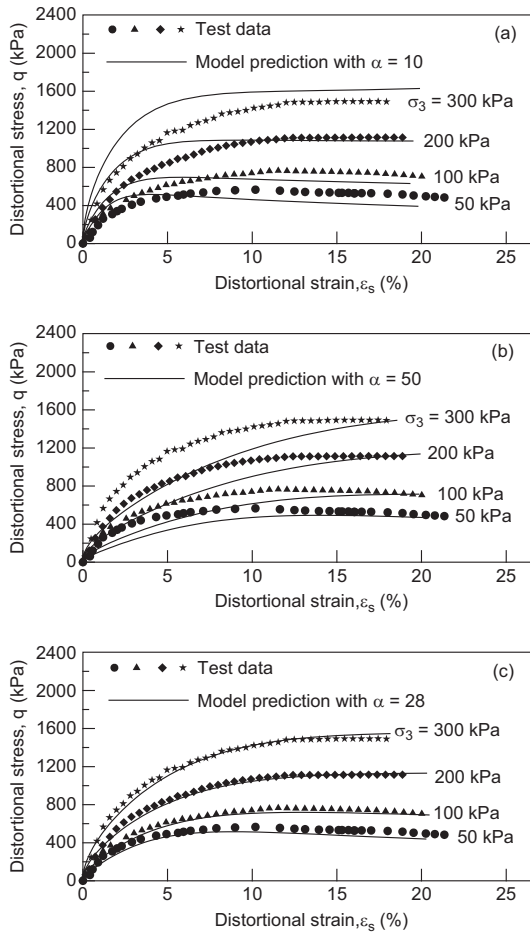 2400
2000
1600
1200
800
400
0
Distortional stress, q (kPa)
Test data
(a)
Model prediction with α = 10
σ3 = 300 kPa
200 kPa
100 kPa
50 kPa
0 5 10 15 20 25
Distortional strain,εs (%)
2400
2000
1600
1200
800
400
0
Distortional stress, q (kPa)
Test data
(b)
Model prediction with α = 50
σ3 = 300 kPa
200 kPa
100 kPa
50 kPa
0 5 10 15 20 25
Distortional strain,εs (%)
2400
2000
1600
1200
800
400
0
Distortional stress, q (kPa)
Test data
(c)
Model prediction with α = 28
σ3 = 300 kPa
200 kPa
100 kPa
50 kPa
0 5 10 15 20 25
Distortional strain,εs (%)